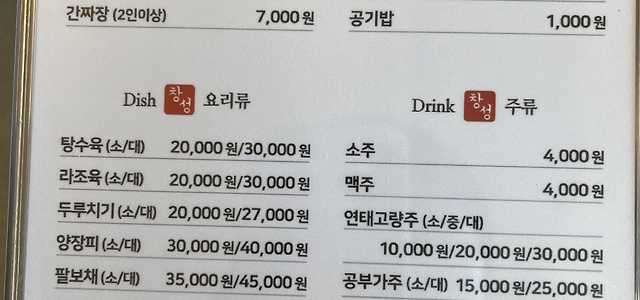 간짜장 (2인이상) 7,000원
공기밥 1,000원
Dish 창성 요리류
탕수육 (소/대) 20,000원/30,000원
라조육 (소/대) 20,000원/30,000원
두루치기 (소/대) 20,000원/27,000원
양장피 (소/대) 30,000원/40,000원
팔보채 (소/대) 35,000원/45,000원
Drink 창성 주류
소주 4,000원
맥주 4,000원
연태고량주 (소/중/대)
10,000원/20,000원/30,000원
공부가주 (소/대) 15,000원/25,000원